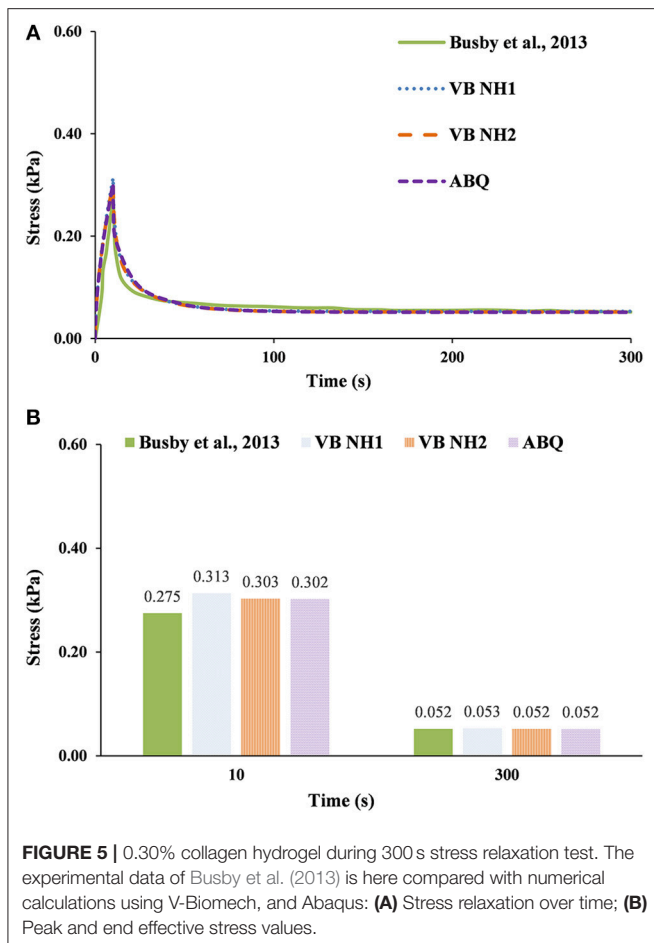 A
0.60
0.40
0.20
0.00
Stress (kPa)
Busby et al., 2013
VB NH1
VB NH2
ABQ
0
100
200
300
Time (s)
B
0.60
0.40
0.20
0.00
Stress (kPa)
Busby et al., 2013 VB NH1 VB NH2 ABQ
0.275
0.313
0.303
0.302
0.052
0.053
0.052
0.052
10
300
Time (s)
FIGURE 5 | 0.30% collagen hydrogel during 300 s stress relaxation test. The
experimental data of Busby et al. (2013) is here compared with numerical
calculations using V-Biomech, and Abaqus: (A) Stress relaxation over time; (B)
Peak and end effective stress values.